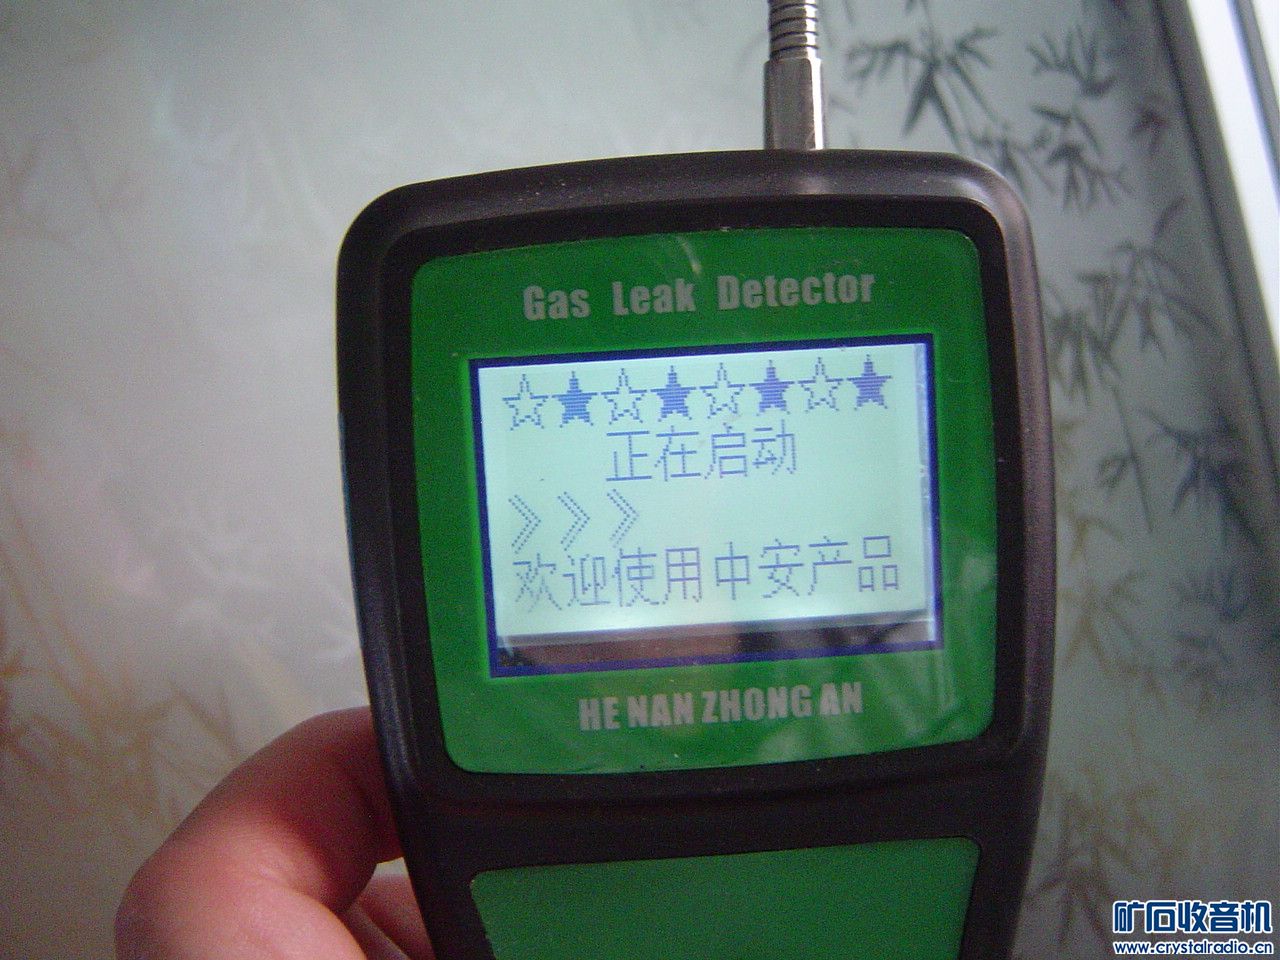 Gas Leak Detector
☆★☆★☆★☆★
正在启动
》》》
欢迎使用中安产品
HE NAN ZHONG AN
矿石收音机
www.crystalradio.cn